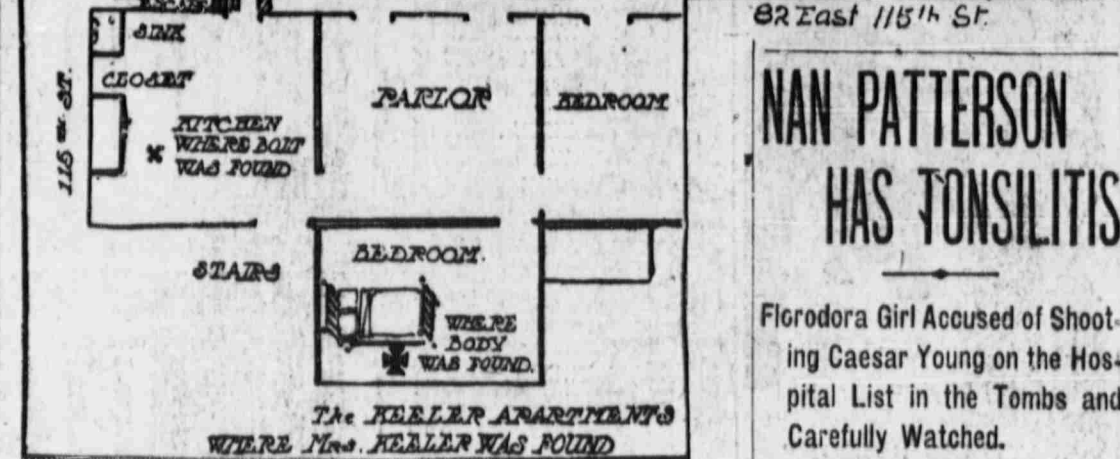 SINK
CLOSET
115TH ST.
KITCHEN
WHERE BOLT
WAS FOUND
PARLOR
BEDROOM
STAIRS
BEDROOM.
WHERE
BODY
WAS FOUND.
The KEELER APARTMENTS
WHERE Mrs. KEELER WAS FOUND
82 East 115th St.
NAN PATTERSON
HAS TONSILITIS
Florodora Girl Accused of Shoot-
ing Caesar Young on the Hos-
pital List in the Tombs and
Carefully Watched.